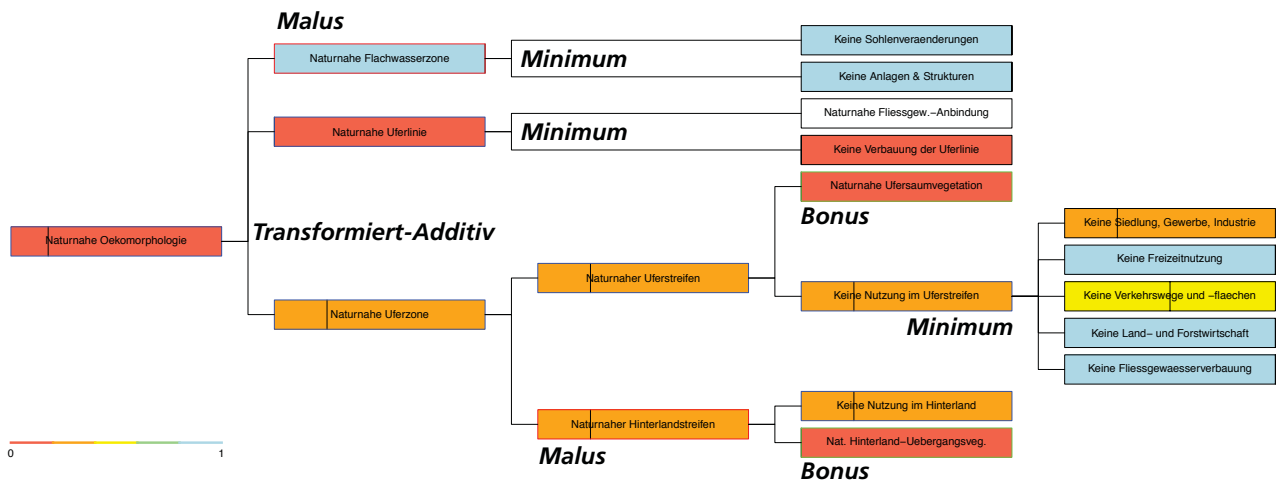 Malus
Naturnahe Flachwasserzone
Minimum
Keine Sohlenveraenderungen
Keine Anlagen & Strukturen
Naturnahe Uferlinie
Minimum
Naturnahe Fliessgew.−Anbindung
Keine Verbauung der Uferlinie
Naturnahe Ufersaumvegetation
Bonus
Naturnahe Oekomorphologie
Transformiert-Additiv
Naturnahe Uferzone
Naturnaher Uferstreifen
Keine Nutzung im Uferstreifen
Minimum
Keine Siedlung, Gewerbe, Industrie
Keine Freizeitnutzung
Keine Verkehrswege und −flaechen
Keine Land− und Forstwirtschaft
Keine Fliessgewaesserverbauung
Naturnaher Hinterlandstreifen
Malus
Keine Nutzung im Hinterland
Nat. Hinterland−Uebergangsveg.
Bonus
0 1